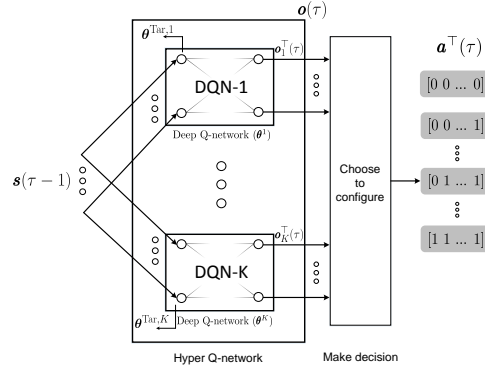 o(τ)
θ^{Tar,1}
o_1^⊤(τ)
a^⊤(τ)
DQN-1
[0 0 ... 0]
Deep Q-network (θ^1)
[0 0 ... 1]
s(τ−1)
Choose
to
configure
[0 1 ... 1]
o_K^⊤(τ)
[1 1 ... 1]
DQN-K
θ^{Tar,K}
Deep Q-network (θ^K)
Hyper Q-network
Make decision